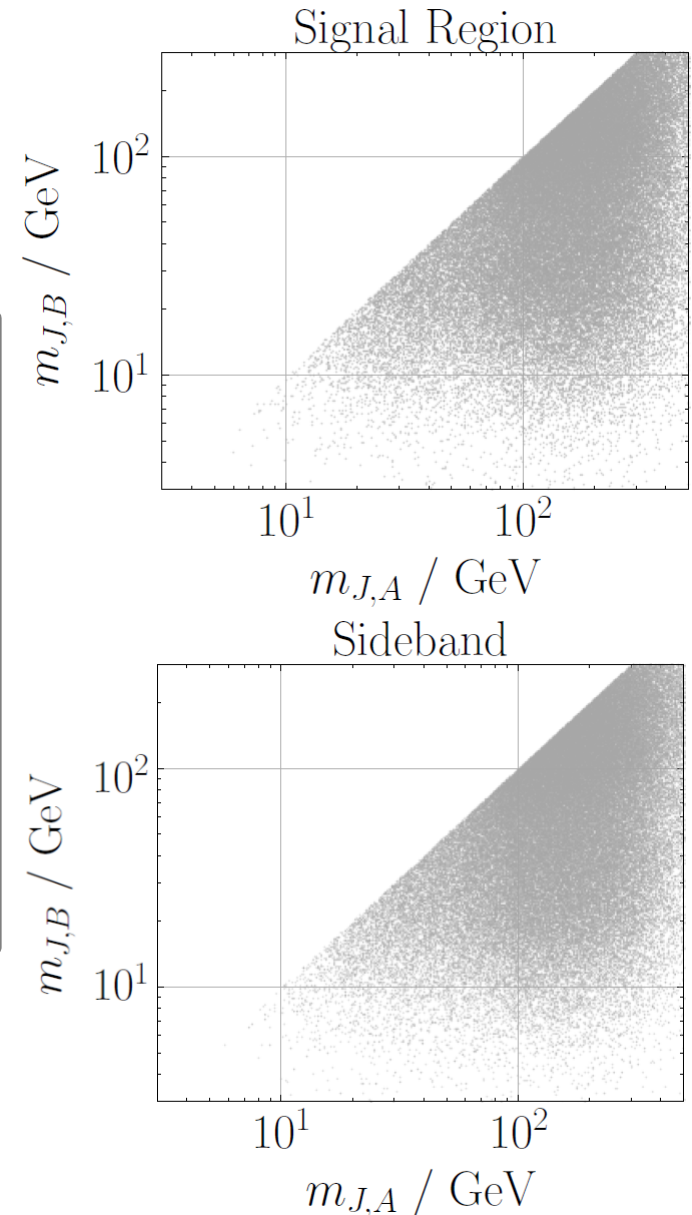 Signal Region
m_{J,B} / GeV
10^2
10^1
10^1 10^2
m_{J,A} / GeV
Sideband
m_{J,B} / GeV
10^2
10^1
10^1 10^2
m_{J,A} / GeV